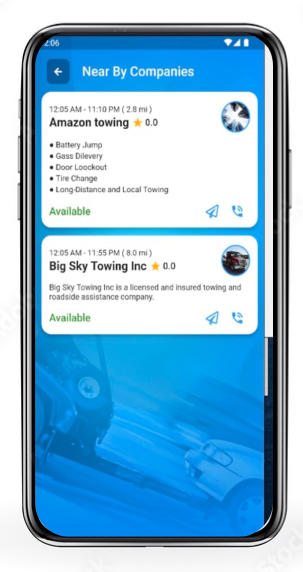 2:06
Near By Companies
12:05 AM - 11:10 PM ( 2.8 mi )
Amazon towing ★ 0.0
● Battery Jump
● Gass Dilevery
● Door Loockout
● Tire Change
● Long-Distance and Local Towing
Available
12:05 AM - 11:55 PM ( 8.0 mi )
Big Sky Towing Inc ★ 0.0
Big Sky Towing Inc is a licensed and insured towing and
roadside assistance company.
Available